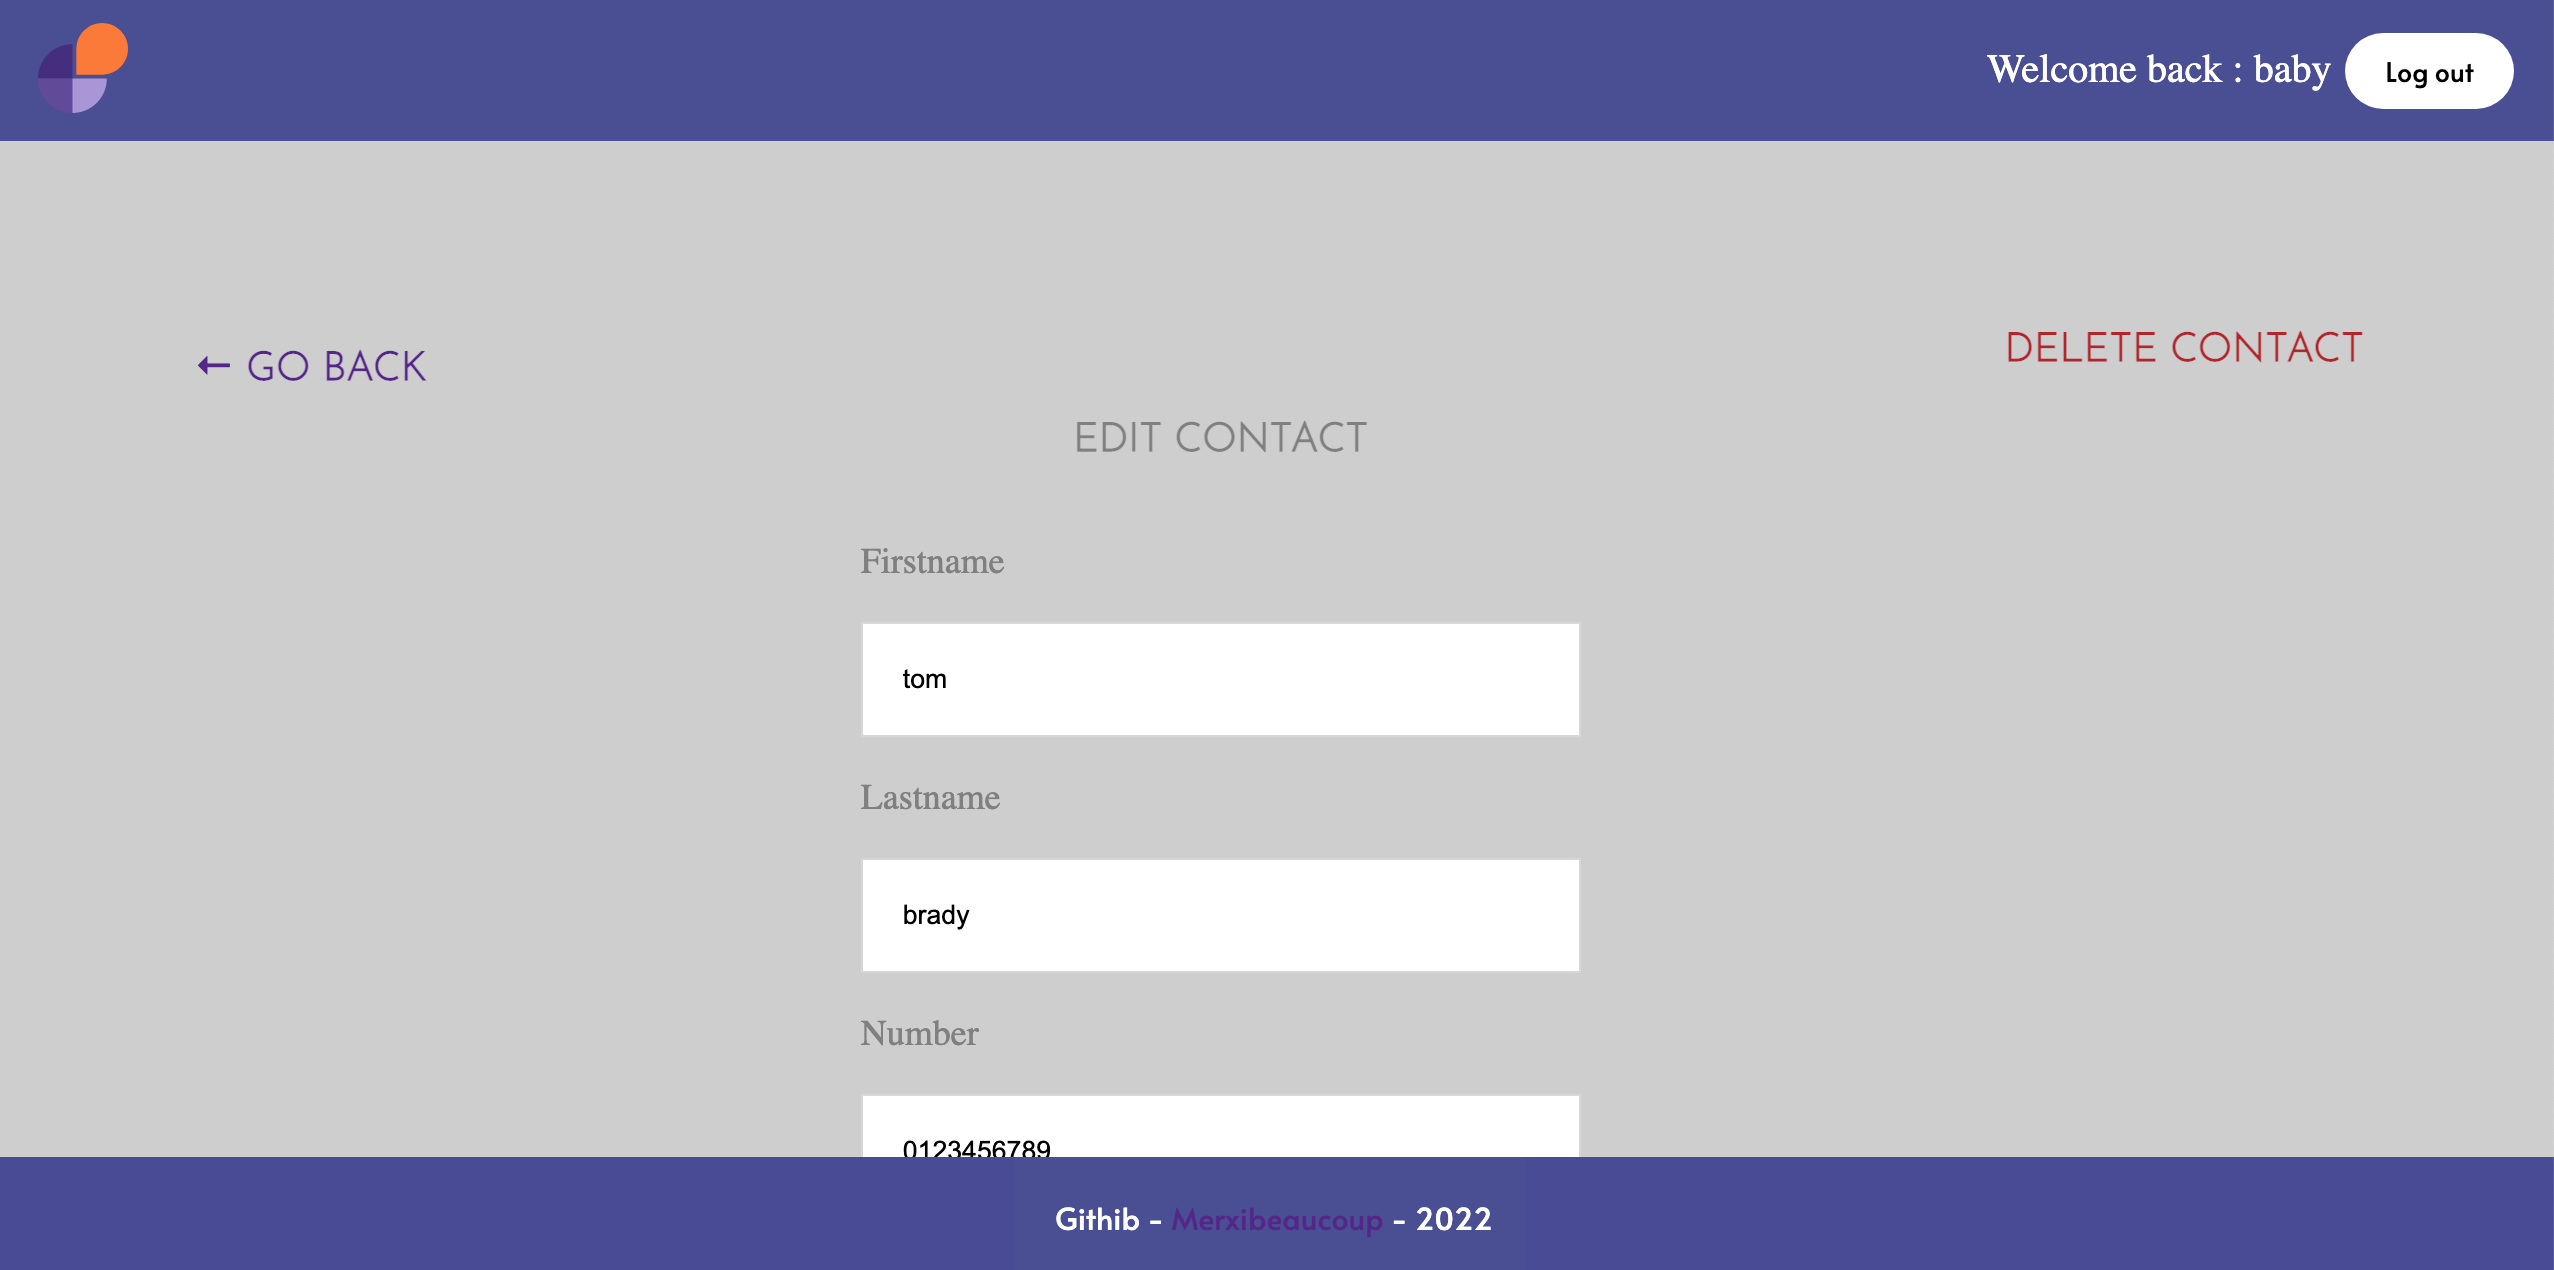 Welcome back : baby
Log out
← GO BACK
DELETE CONTACT
EDIT CONTACT
Firstname
tom
Lastname
brady
Number
0123456789
Githib - Merxibeaucoup - 2022